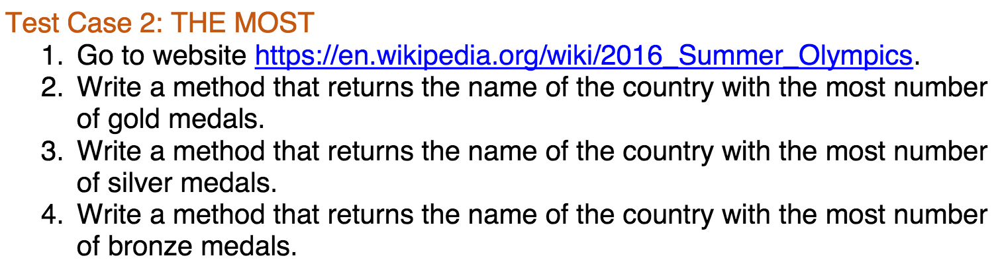 Test Case 2: THE MOST
1. Go to website https://en.wikipedia.org/wiki/2016_Summer_Olympics.
2. Write a method that returns the name of the country with the most number
of gold medals.
3. Write a method that returns the name of the country with the most number
of silver medals.
4. Write a method that returns the name of the country with the most number
of bronze medals.